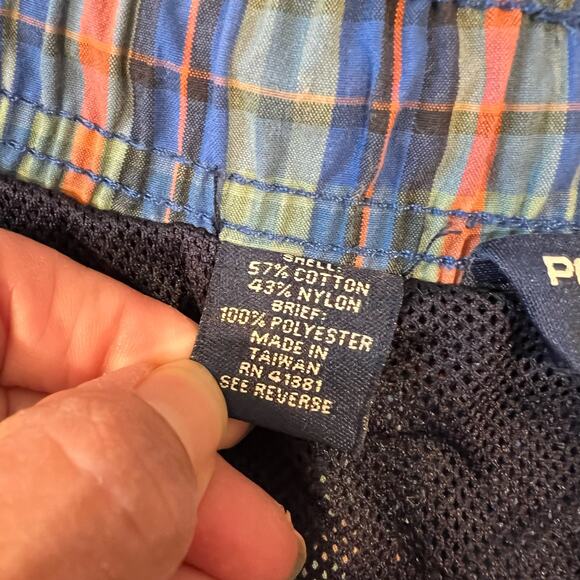 SHELL:
57% COTTON
43% NYLON
BRIEF:
100% POLYESTER
MADE IN
TAIWAN
RN 41381
SEE REVERSE